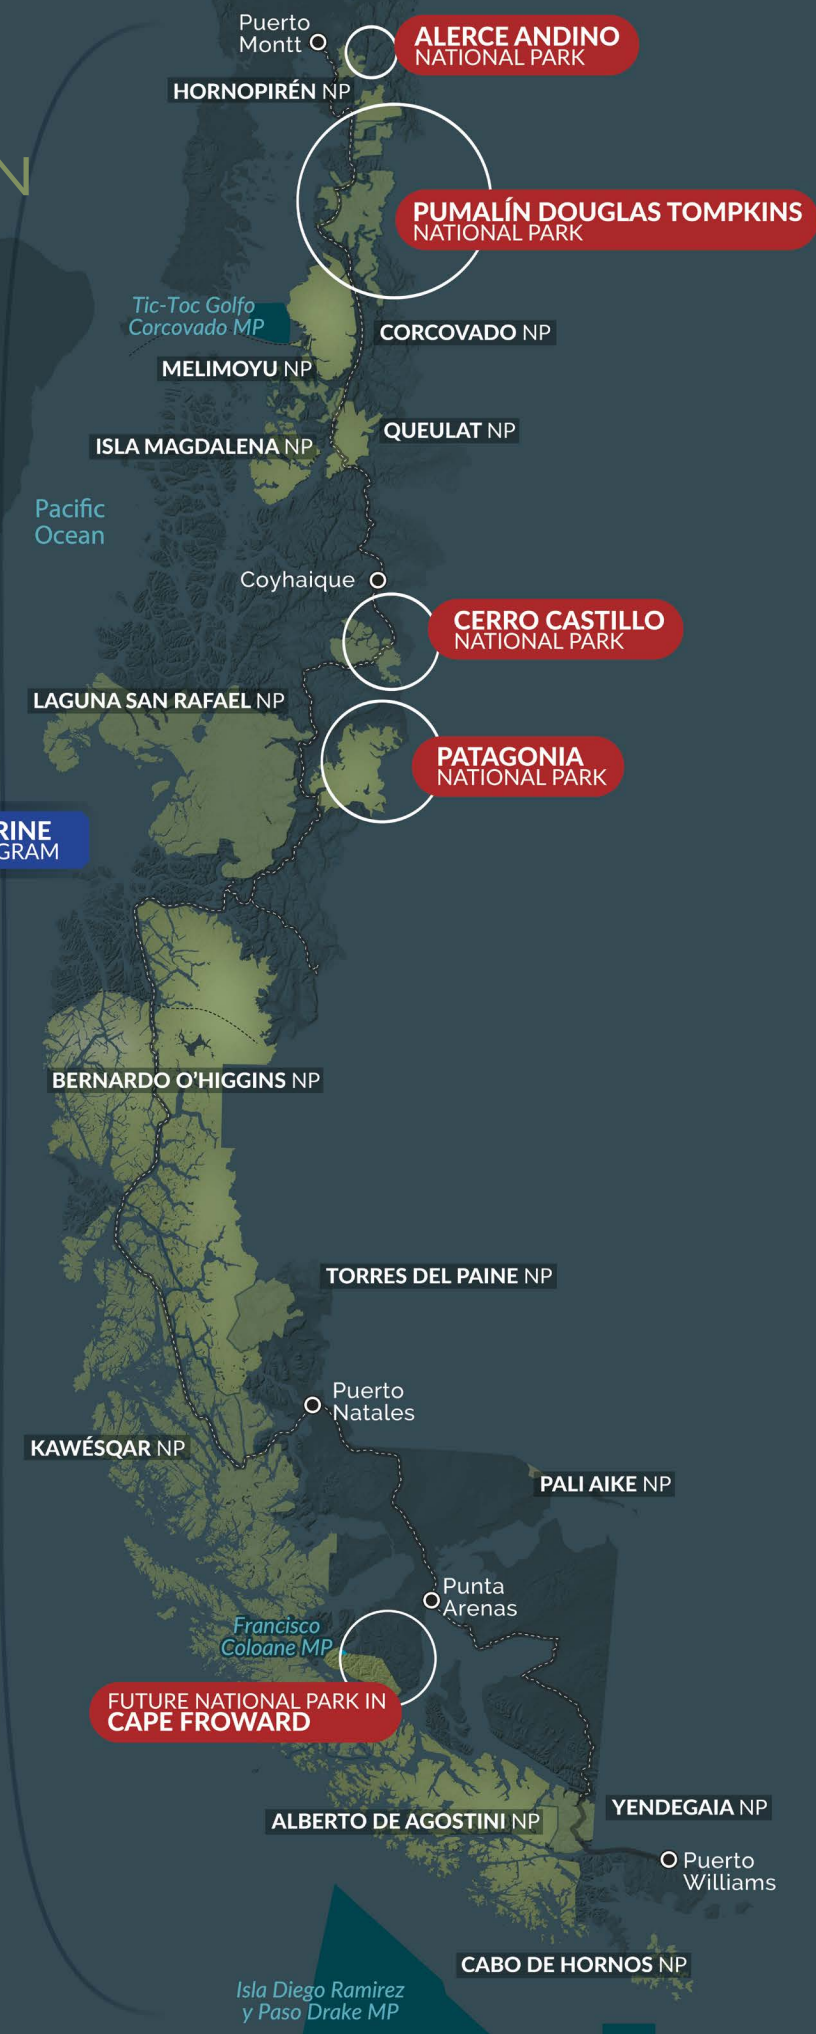 Puerto
Montt
ALERCE ANDINO
NATIONAL PARK
HORNOPIRÉN NP
N
PUMALÍN DOUGLAS TOMPKINS
NATIONAL PARK
Tic-Toc Golfo
Corcovado MP
CORCOVADO NP
MELIMOYU NP
QUEULAT NP
ISLA MAGDALENA NP
Pacific
Ocean
Coyhaique
CERRO CASTILLO
NATIONAL PARK
LAGUNA SAN RAFAEL NP
PATAGONIA
NATIONAL PARK
RINE
GRAM
BERNARDO O'HIGGINS NP
TORRES DEL PAINE NP
Puerto
Natales
KAWÉSQAR NP
PALI AIKE NP
Punta
Arenas
Francisco
Coloane MP
FUTURE NATIONAL PARK IN
CAPE FROWARD
YENDEGAIA NP
ALBERTO DE AGOSTINI NP
Puerto
Williams
CABO DE HORNOS NP
Isla Diego Ramirez
y Paso Drake MP